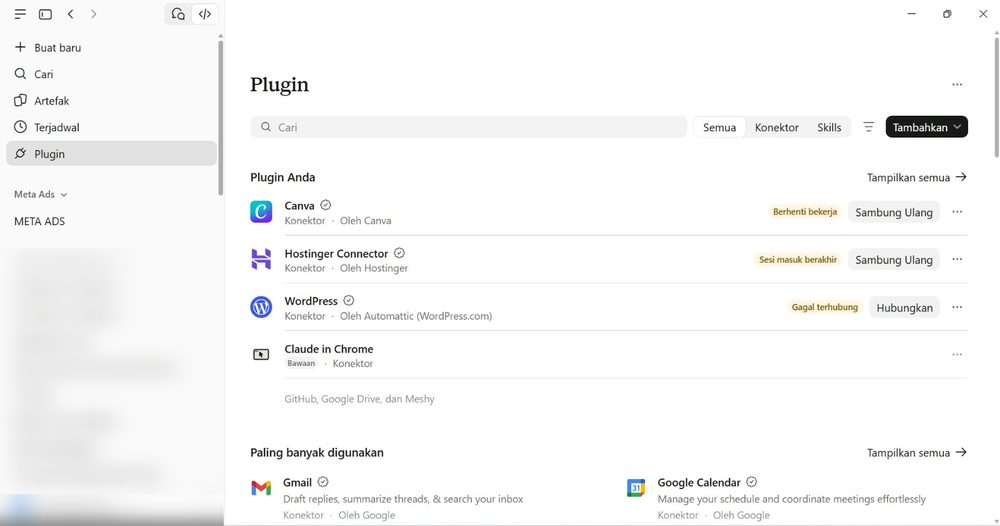 Buat baru
Cari
Artefak
Terjadwal
Plugin
Meta Ads
META ADS
Plugin
Cari
Semua
Konektor
Skills
Tambahkan
Plugin Anda
Tampilkan semua
Canva
Konektor · Oleh Canva
Berhenti bekerja
Sambung Ulang
Hostinger Connector
Konektor · Oleh Hostinger
Sesi masuk berakhir
Sambung Ulang
WordPress
Konektor · Oleh Automattic (WordPress.com)
Gagal terhubung
Hubungkan
Claude in Chrome
Bawaan · Konektor
GitHub, Google Drive, dan Meshy
Paling banyak digunakan
Tampilkan semua
Gmail
Draft replies, summarize threads, & search your inbox
Konektor · Oleh Google
31
Google Calendar
Manage your schedule and coordinate meetings effortlessly
Konektor · Oleh Google